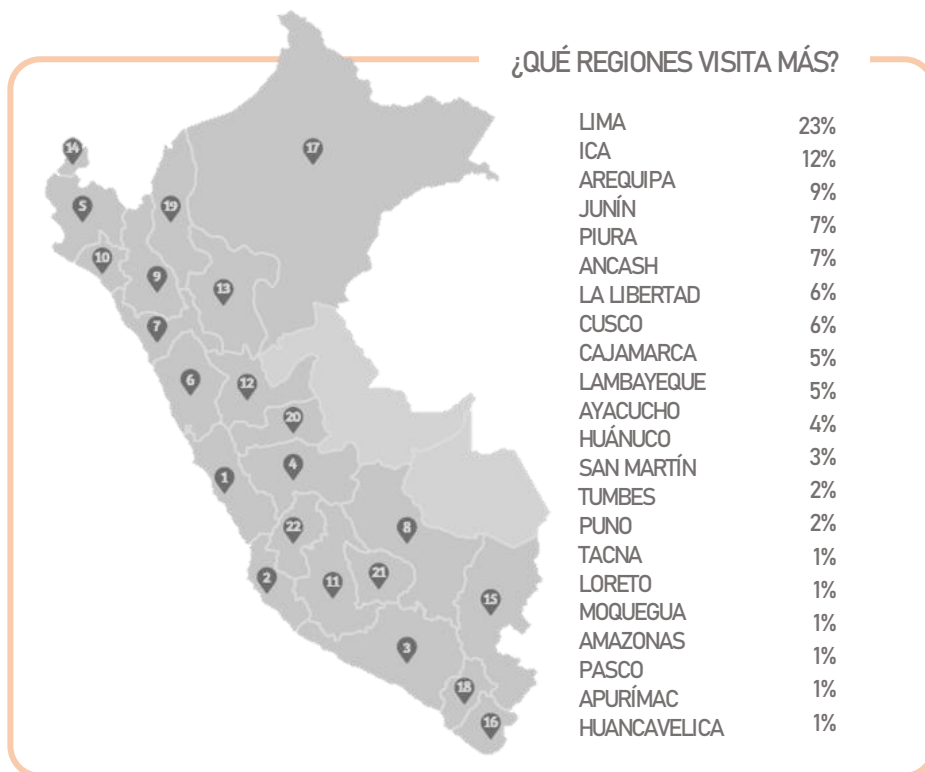 ¿QUÉ REGIONES VISITA MÁS?
14
17
5
19
10
9
13
7
6
12
20
4
1
22
8
2
11
21
15
3
18
16
LIMA
ICA
AREQUIPA
JUNÍN
PIURA
ANCASH
LA LIBERTAD
CUSCO
CAJAMARCA
LAMBAYEQUE
AYACUCHO
HUÁNUCO
SAN MARTÍN
TUMBES
PUNO
TACNA
LORETO
MOQUEGUA
AMAZONAS
PASCO
APURÍMAC
HUANCAVELICA
23%
12%
9%
7%
7%
6%
6%
5%
5%
4%
3%
2%
2%
1%
1%
1%
1%
1%
1%